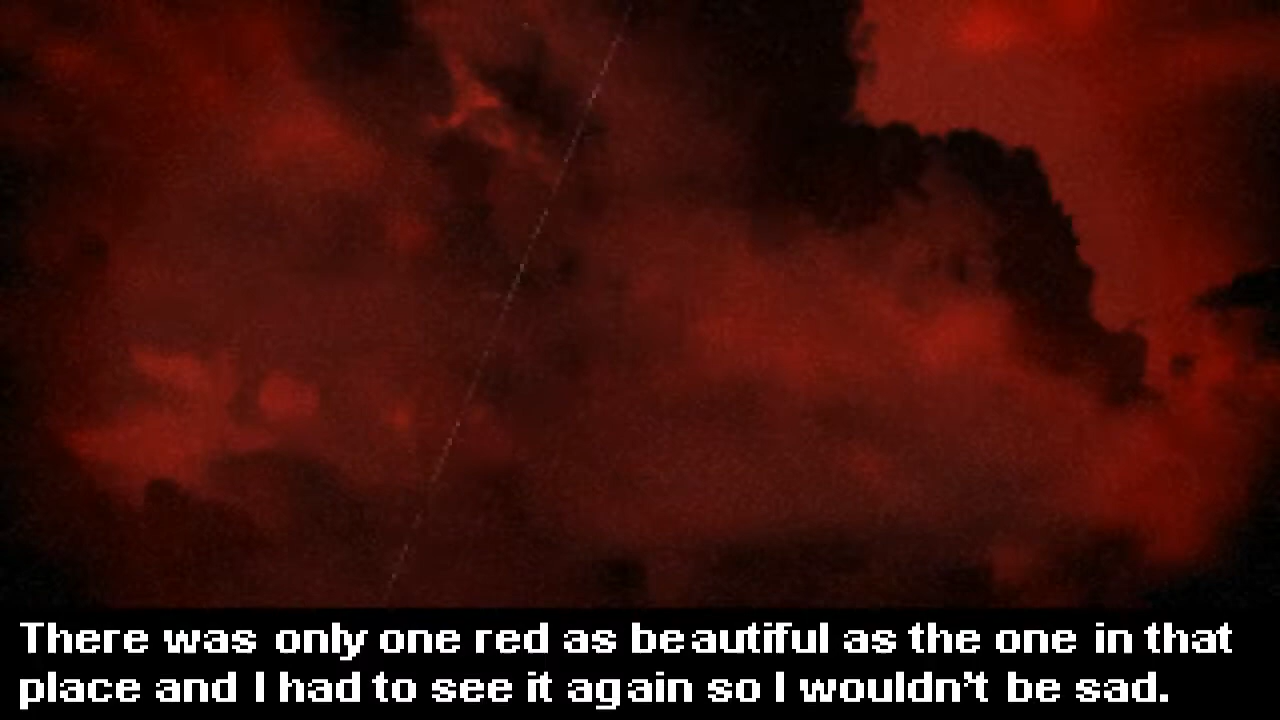 There was only one red as beautiful as the one in that
place and I had to see it again so I wouldn't be sad.